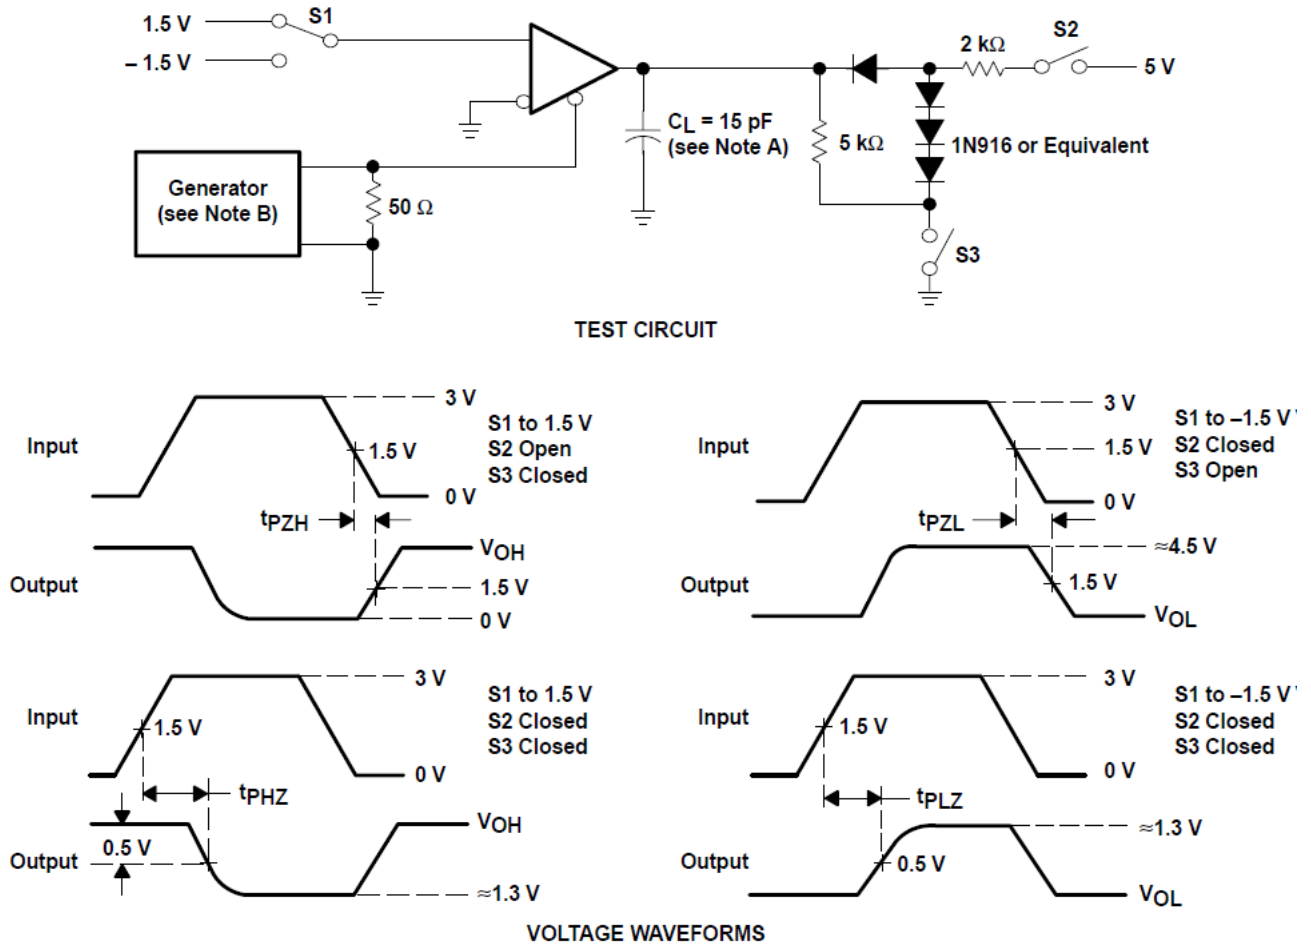 1.5 V
S1
– 1.5 V
2 kΩ
S2
5 V
CL = 15 pF
(see Note A)
5 kΩ
1N916 or Equivalent
Generator
(see Note B)
50 Ω
S3
TEST CIRCUIT
Input
3 V
1.5 V
0 V
S1 to 1.5 V
S2 Open
S3 Closed
tPZH
Output
VOH
1.5 V
0 V
Input
3 V
1.5 V
0 V
S1 to –1.5 V
S2 Closed
S3 Open
tPZL
Output
≈4.5 V
1.5 V
VOL
Input
3 V
1.5 V
0 V
S1 to 1.5 V
S2 Closed
S3 Closed
tPHZ
Output
0.5 V
VOH
≈1.3 V
Input
3 V
1.5 V
0 V
S1 to –1.5 V
S2 Closed
S3 Closed
tPLZ
Output
≈1.3 V
0.5 V
VOL
VOLTAGE WAVEFORMS